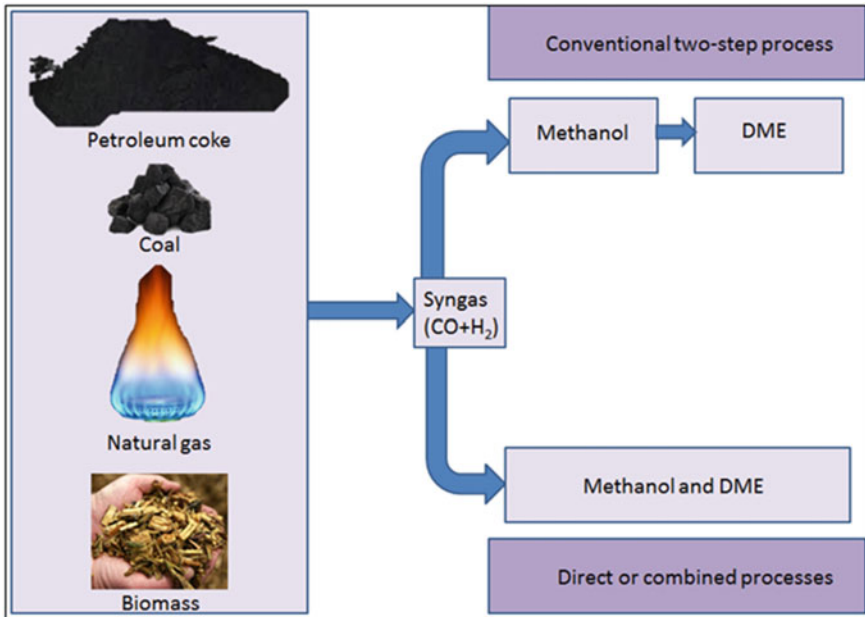 Petroleum coke
Coal
Natural gas
Biomass
Syngas
(CO+H₂)
Conventional two-step process
Methanol
DME
Methanol and DME
Direct or combined processes